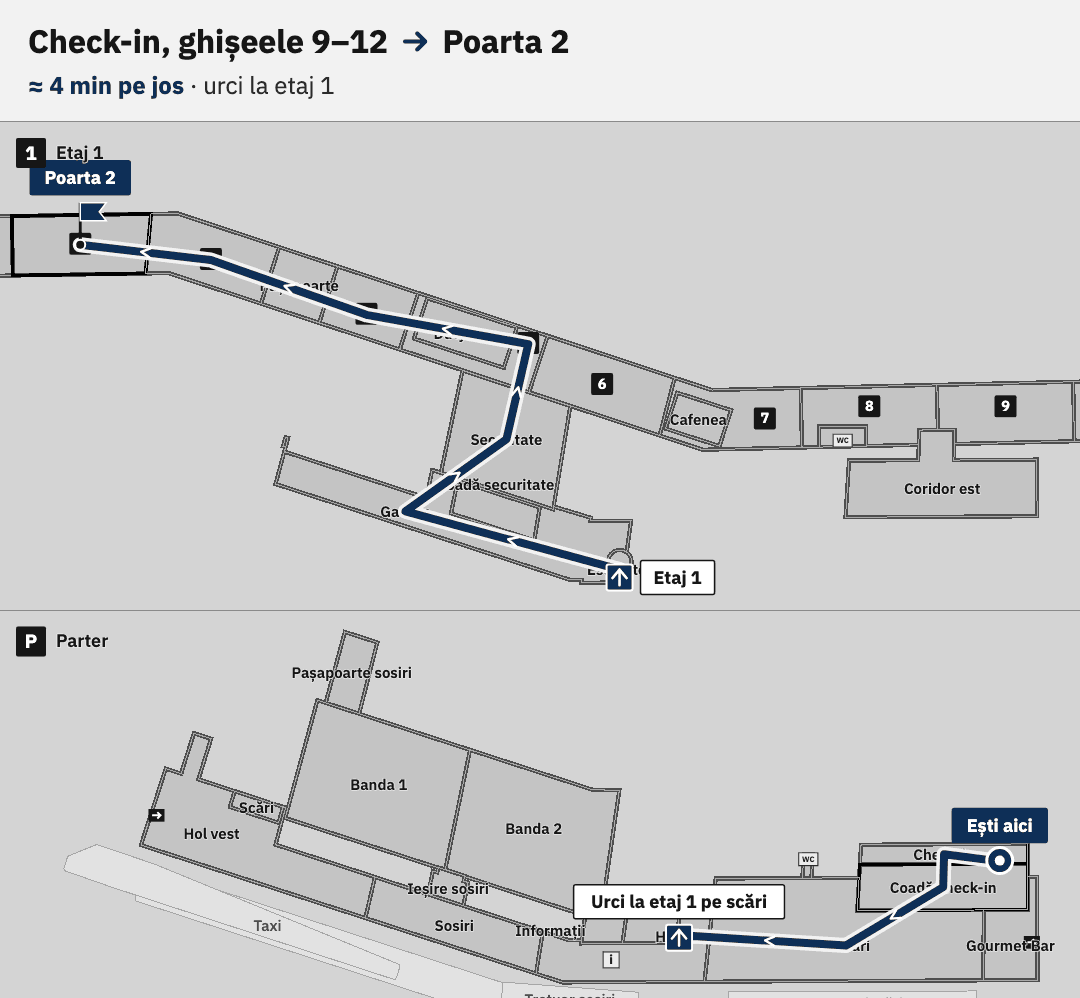 Check-in, ghișeele 9–12 → Poarta 2
≈ 4 min pe jos · urci la etaj 1
1 Etaj 1
Poarta 2
6
Cafenea
7
8
9
WC
Coridor est
Etaj 1
P Parter
Pașapoarte sosiri
Banda 1
Scări
Hol vest
Banda 2
Ești aici
WC
Ieșire sosiri
Urci la etaj 1 pe scări
Taxi
Sosiri
Informații
Gourmet Bar
i